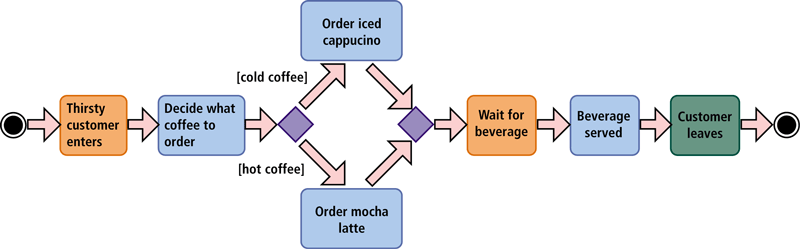 Thirsty
customer
enters
Decide what
coffee to
order
[cold coffee]
Order iced
cappucino
[hot coffee]
Order mocha
latte
Wait for
beverage
Beverage
served
Customer
leaves